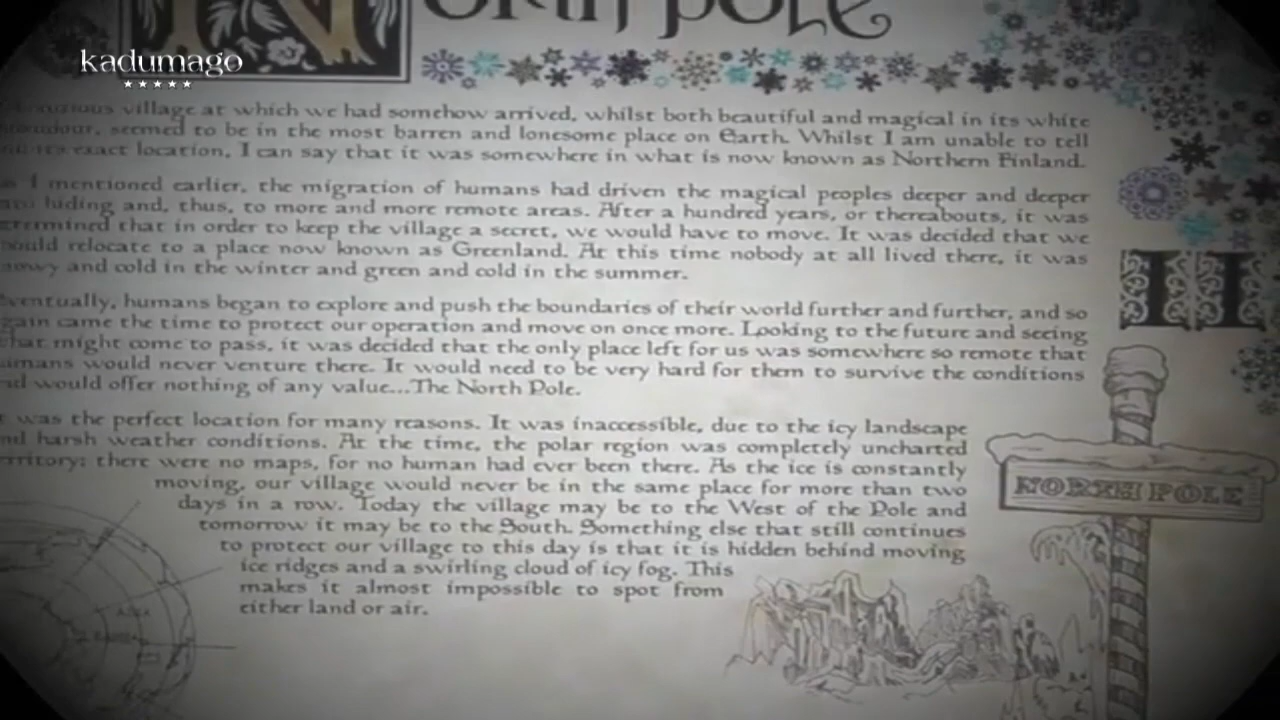 North Pole
kadumago
village at which we had somehow arrived, whilst both beautiful and magical in its white
seemed to be in the most barren and lonesome place on Earth. Whilst I am unable to tell
its exact location, I can say that it was somewhere in what is now known as Northern Finland.
I mentioned earlier, the migration of humans had driven the magical peoples deeper and deeper
into hiding and, thus, to more and more remote areas. After a hundred years, or thereabouts, it was
determined that in order to keep the village a secret, we would have to move. It was decided that we
would relocate to a place now known as Greenland. At this time nobody at all lived there, it was
snowy and cold in the winter and green and cold in the summer.
Eventually, humans began to explore and push the boundaries of their world further and further, and so
again came the time to protect our operation and move on once more. Looking to the future and seeing
what might come to pass, it was decided that the only place left for us was somewhere so remote that
humans would never venture there. It would need to be very hard for them to survive the conditions
and would offer nothing of any value...The North Pole.
It was the perfect location for many reasons. It was inaccessible, due to the icy landscape
and harsh weather conditions. At the time, the polar region was completely uncharted
territory: there were no maps, for no human had ever been there. As the ice is constantly
moving, our village would never be in the same place for more than two
days in a row. Today the village may be to the West of the Pole and
tomorrow it may be to the South. Something else that still continues
to protect our village to this day is that it is hidden behind moving
ice ridges and a swirling cloud of icy fog. This
makes it almost impossible to spot from
either land or air.
NORTH POLE